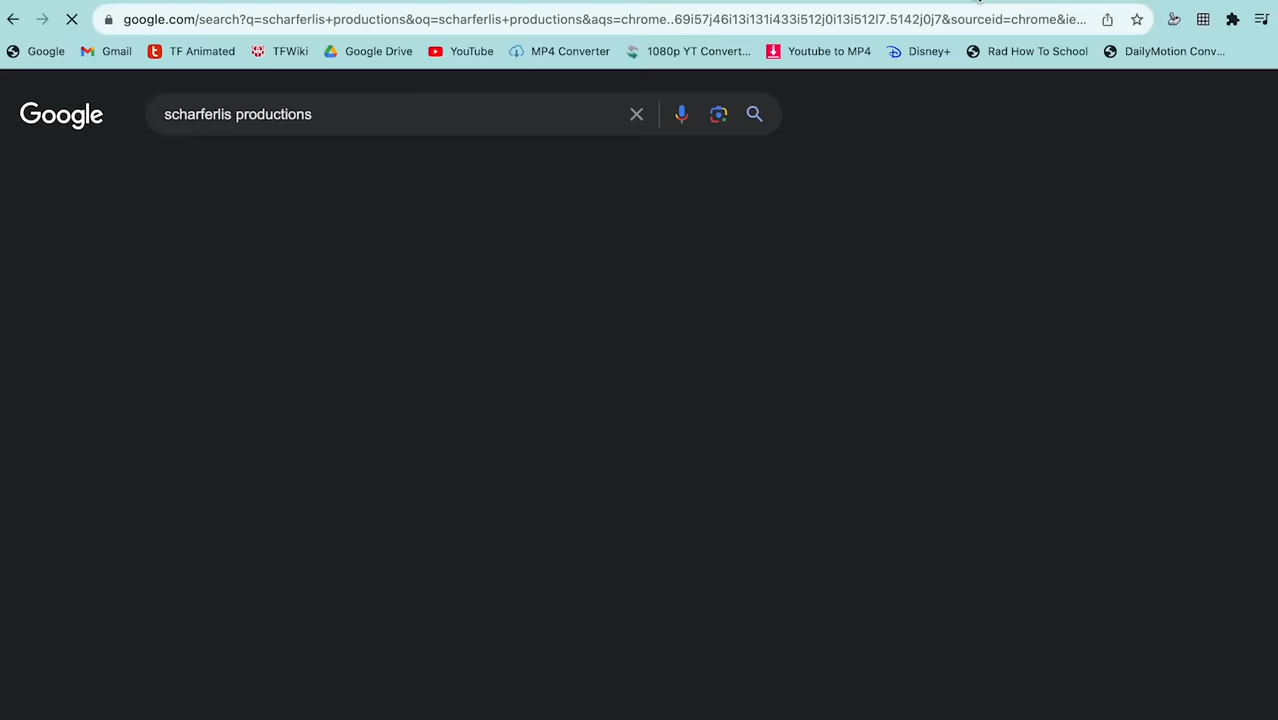 google.com/search?q=scharferlis+productions&oq=scharferlis+productions&aqs=chrome..69i57j46i13i131i433i512j0i13i512l7.5142j0j7&sourceid=chrome&ie...
Google Gmail TF Animated TFWiki Google Drive YouTube MP4 Converter 1080p YT Convert... Youtube to MP4 Disney+ Rad How To School DailyMotion Conv...
Google scharferlis productions